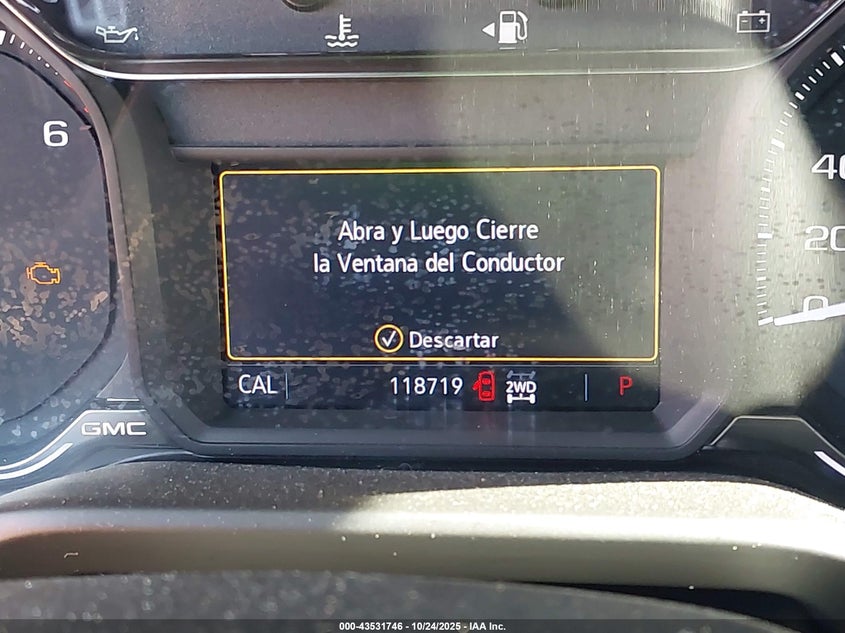 6
40
20
0
Abra y Luego Cierre
la Ventana del Conductor
Descartar
CAL 118719 2WD P
GMC
000-43531746 - 10/24/2025 - IAA Inc.